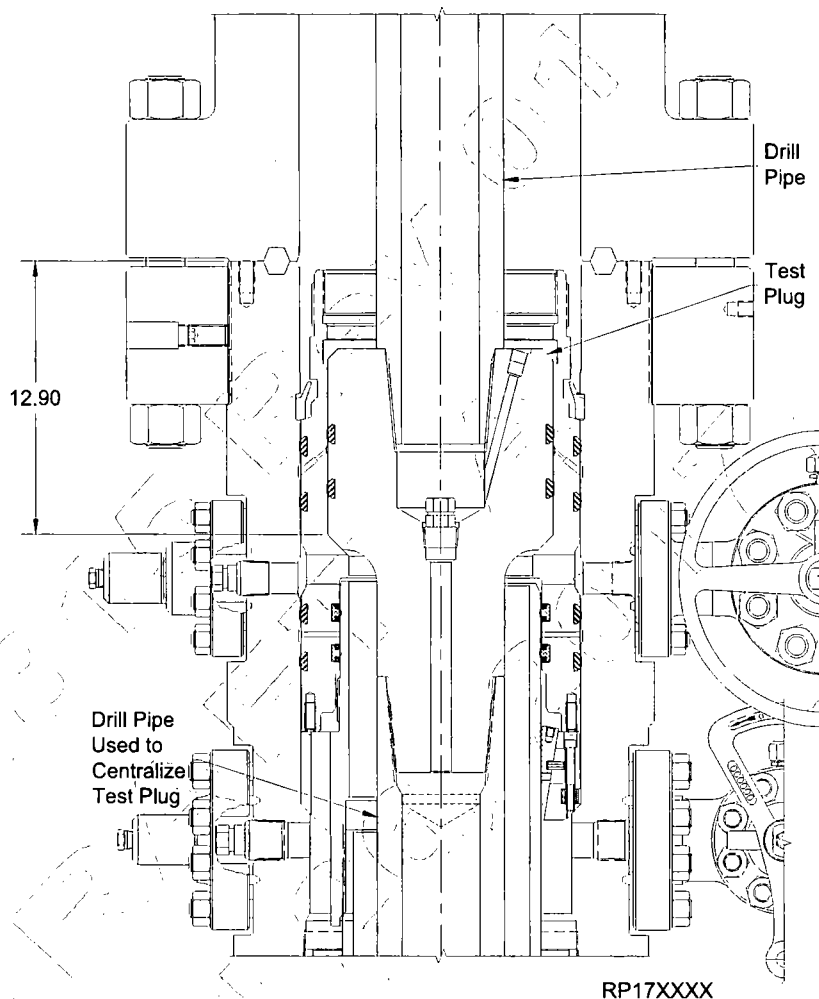 Drill
Pipe
Test
Plug
12.90
Drill Pipe
Used to
Centralize
Test Plug
RP17XXXX